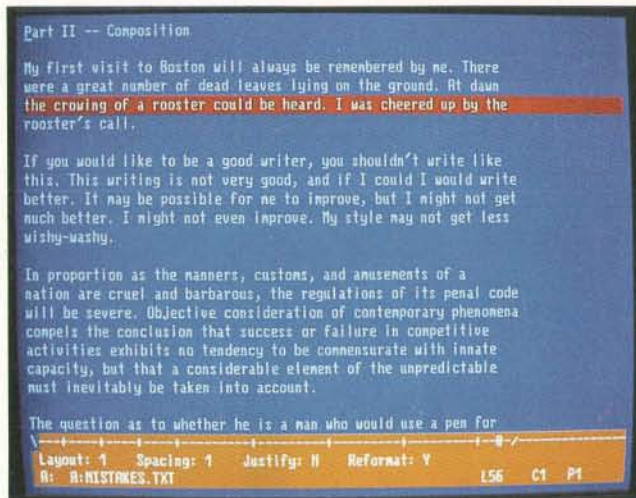 Part II -- Composition
My first visit to Boston will always be remembered by me. There
were a great number of dead leaves lying on the ground. At dawn
the crowing of a rooster could be heard. I was cheered up by the
rooster's call.
If you would like to be a good writer, you shouldn't write like
this. This writing is not very good, and if I could I would write
better. It may be possible for me to improve, but I might not get
much better. I might not even improve. My style may not get less
wishy-washy.
In proportion as the manners, customs, and amusements of a
nation are cruel and barbarous, the regulations of its penal code
will be severe. Objective consideration of contemporary phenomena
compels the conclusion that success or failure in competitive
activities exhibits no tendency to be commensurate with innate
capacity, but that a considerable element of the unpredictable
must inevitably be taken into account.
The question as to whether he is a man who would use a pen for
Layout: 1 Spacing: 1 Justify: N Reformat: Y
A: A:MISTAKES.TXT L56 C1 P1